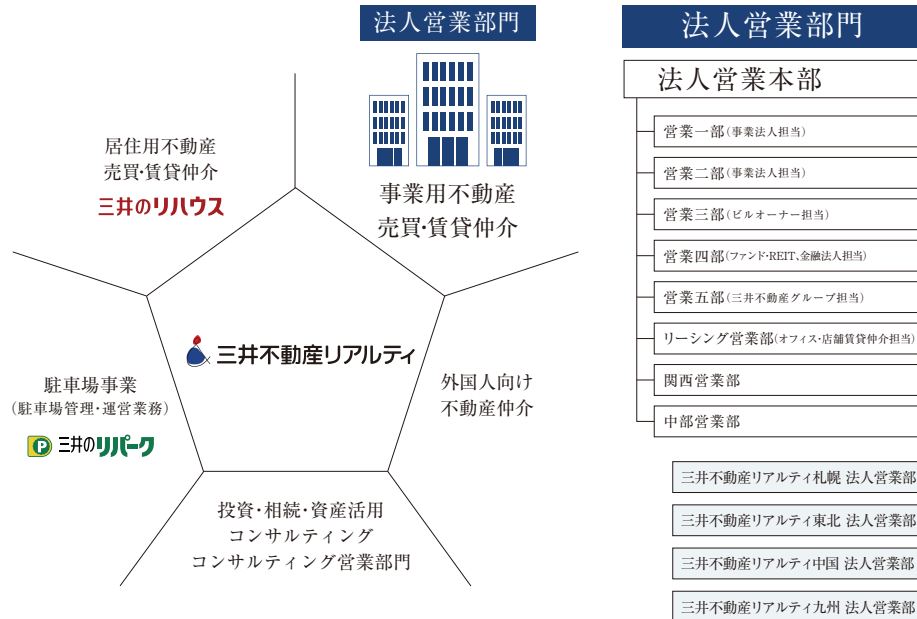 法人営業部門
居住用不動産
売買・賃貸仲介
三井のリハウス
事業用不動産
売買・賃貸仲介
三井不動産リアルティ
駐車場事業
(駐車場管理・運営業務)
P 三井のリパーク
外国人向け
不動産仲介
投資・相続・資産活用
コンサルティング
コンサルティング営業部門
法人営業部門
法人営業本部
営業一部(事業法人担当)
営業二部(事業法人担当)
営業三部(ビルオーナー担当)
営業四部(ファンド・REIT、金融法人担当)
営業五部(三井不動産グループ担当)
リーシング営業部(オフィス・店舗賃貸仲介担当)
関西営業部
中部営業部
三井不動産リアルティ札幌 法人営業部
三井不動産リアルティ東北 法人営業部
三井不動産リアルティ中国 法人営業部
三井不動産リアルティ九州 法人営業部